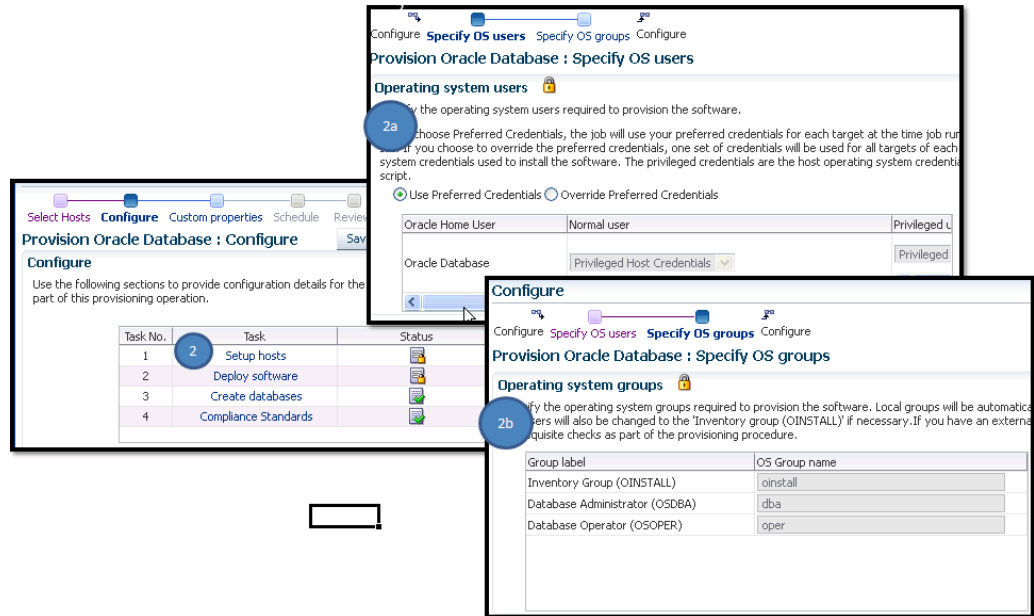 Configure Specify OS users Specify OS groups Configure
Provision Oracle Database : Specify OS users
Operating system users
the operating system users required to provision the software.
2a
choose Preferred Credentials, the job will use your preferred credentials for each target at the time job run
If you choose to override the preferred credentials, one set of credentials will be used for all targets of each
system credentials used to install the software. The privileged credentials are the host operating system credentia
script.
Use Preferred Credentials Override Preferred Credentials
Oracle Home User Normal user Privileged u
Oracle Database Privileged Host Credentials Privileged
Select Hosts Configure Custom properties Schedule Review
Provision Oracle Database : Configure Sav
Configure
Use the following sections to provide configuration details for the
part of this provisioning operation.
Task No. Task Status
1 Setup hosts
2
2 Deploy software
3 Create databases
4 Compliance Standards
Configure
Configure Specify OS users Specify OS groups Configure
Provision Oracle Database : Specify OS groups
Operating system groups
ify the operating system groups required to provision the software. Local groups will be automatica
sers will also be changed to the 'Inventory group (OINSTALL)' if necessary.If you have an externa
2b
quisite checks as part of the provisioning procedure.
Group label OS Group name
Inventory Group (OINSTALL) oinstall
Database Administrator (OSDBA) dba
Database Operator (OSOPER) oper